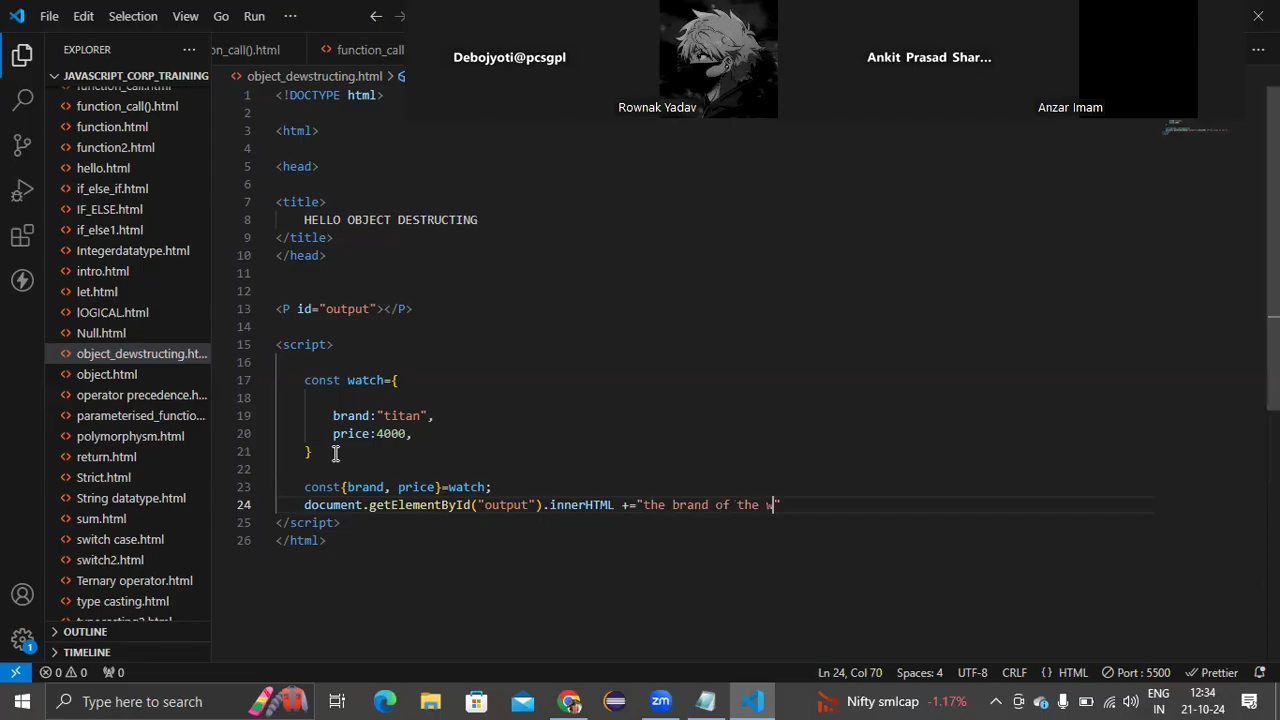 File Edit Selection View Go Run ···
Debojyoti@pcsgpl
Rownak Yadav
Ankit Prasad Shar...
Anzar Imam
EXPLORER ···
_call().html function_call
JAVASCRIPT_CORP_TRAINING
object_dewstructing.html
function_call.html
function_call().html
function.html
function2.html
hello.html
if_else_if.html
IF_ELSE.html
if_else1.html
Integerdatatype.html
intro.html
let.html
lOGICAL.html
Null.html
object_dewstructing.ht...
object.html
operator precedence.h...
parameterised_functio...
polymorphysm.html
return.html
Strict.html
String datatype.html
sum.html
switch case.html
switch2.html
Ternary operator.html
type casting.html
typecasting2.html
OUTLINE
TIMELINE
1 <!DOCTYPE html>
2
3 <html>
4
5 <head>
6
7 <title>
8 HELLO OBJECT DESTRUCTING
9 </title>
10 </head>
11
12
13 <P id="output"></P>
14
15 <script>
16
17 const watch={
18
19 brand:"titan",
20 price:4000,
21 }
22
23 const{brand, price}=watch;
24 document.getElementById("output").innerHTML +="the brand of the w"
25 </script>
26 </html>
1
0 0 0
Ln 24, Col 70 Spaces: 4 UTF-8 CRLF {} HTML Port : 5500 Prettier
Type here to search
zm
Nifty smlcap -1.17%
ENG
IN
12:34
21-10-24